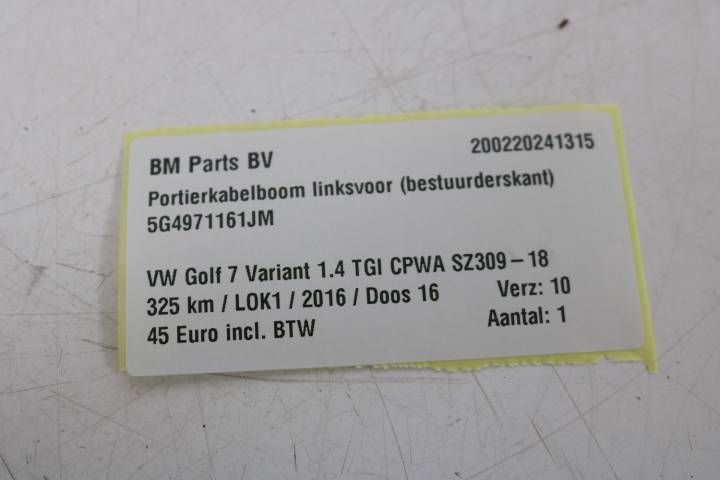 BM Parts BV 200220241315
Portierkabelboom linksvoor (bestuurderskant)
5G4971161JM
VW Golf 7 Variant 1.4 TGI CPWA SZ309-18
325 km / LOK1 / 2016 / Doos 16 Verz: 10
45 Euro incl. BTW Aantal: 1